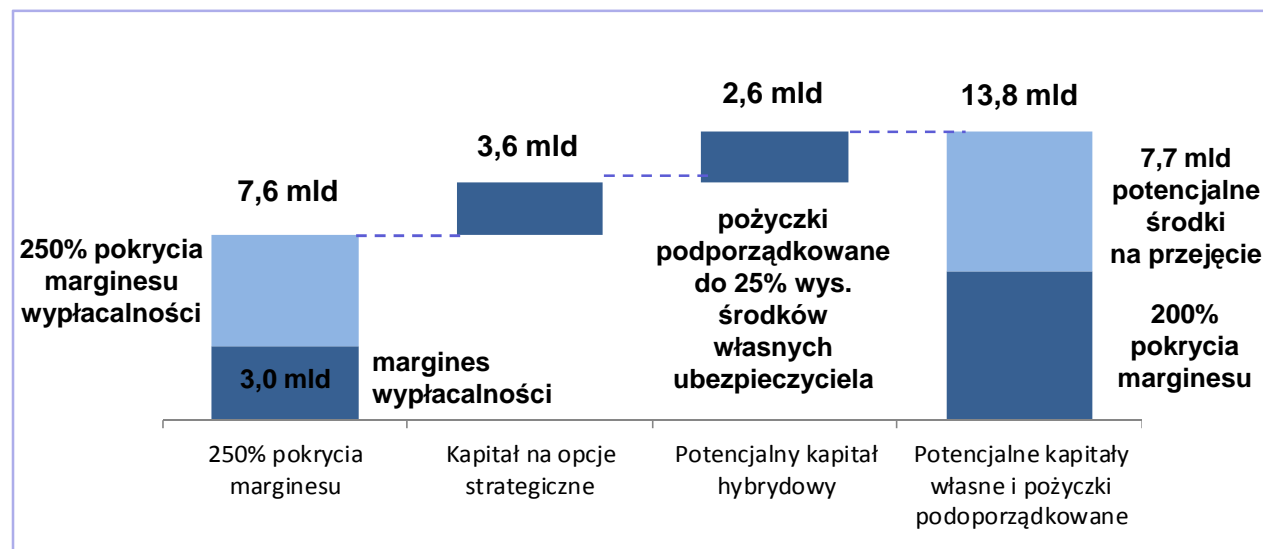 2,6 mld
13,8 mld
3,6 mld
7,6 mld
7,7 mld
potencjalne
środki
na przejęcie
250% pokrycia
marginesu
wypłacalności
pożyczki
podporządkowane
do 25% wys.
środków
własnych
ubezpieczyciela
200%
pokrycia
marginesu
3,0 mld
margines
wypłacalności
250% pokrycia
marginesu
Kapitał na opcje
strategiczne
Potencjalny kapitał
hybrydowy
Potencjalne kapitały
własne i pożyczki
podoporządkowane